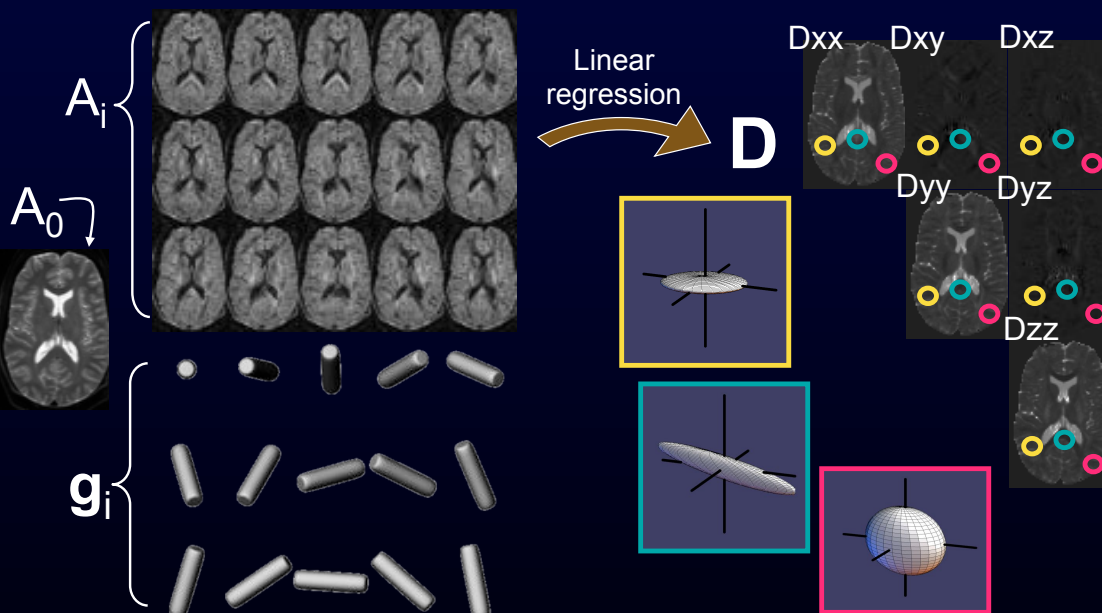 Dxx Dxy Dxz
Linear
regression
Aᵢ
D
Dyy Dyz
A₀
Dzz
gᵢ